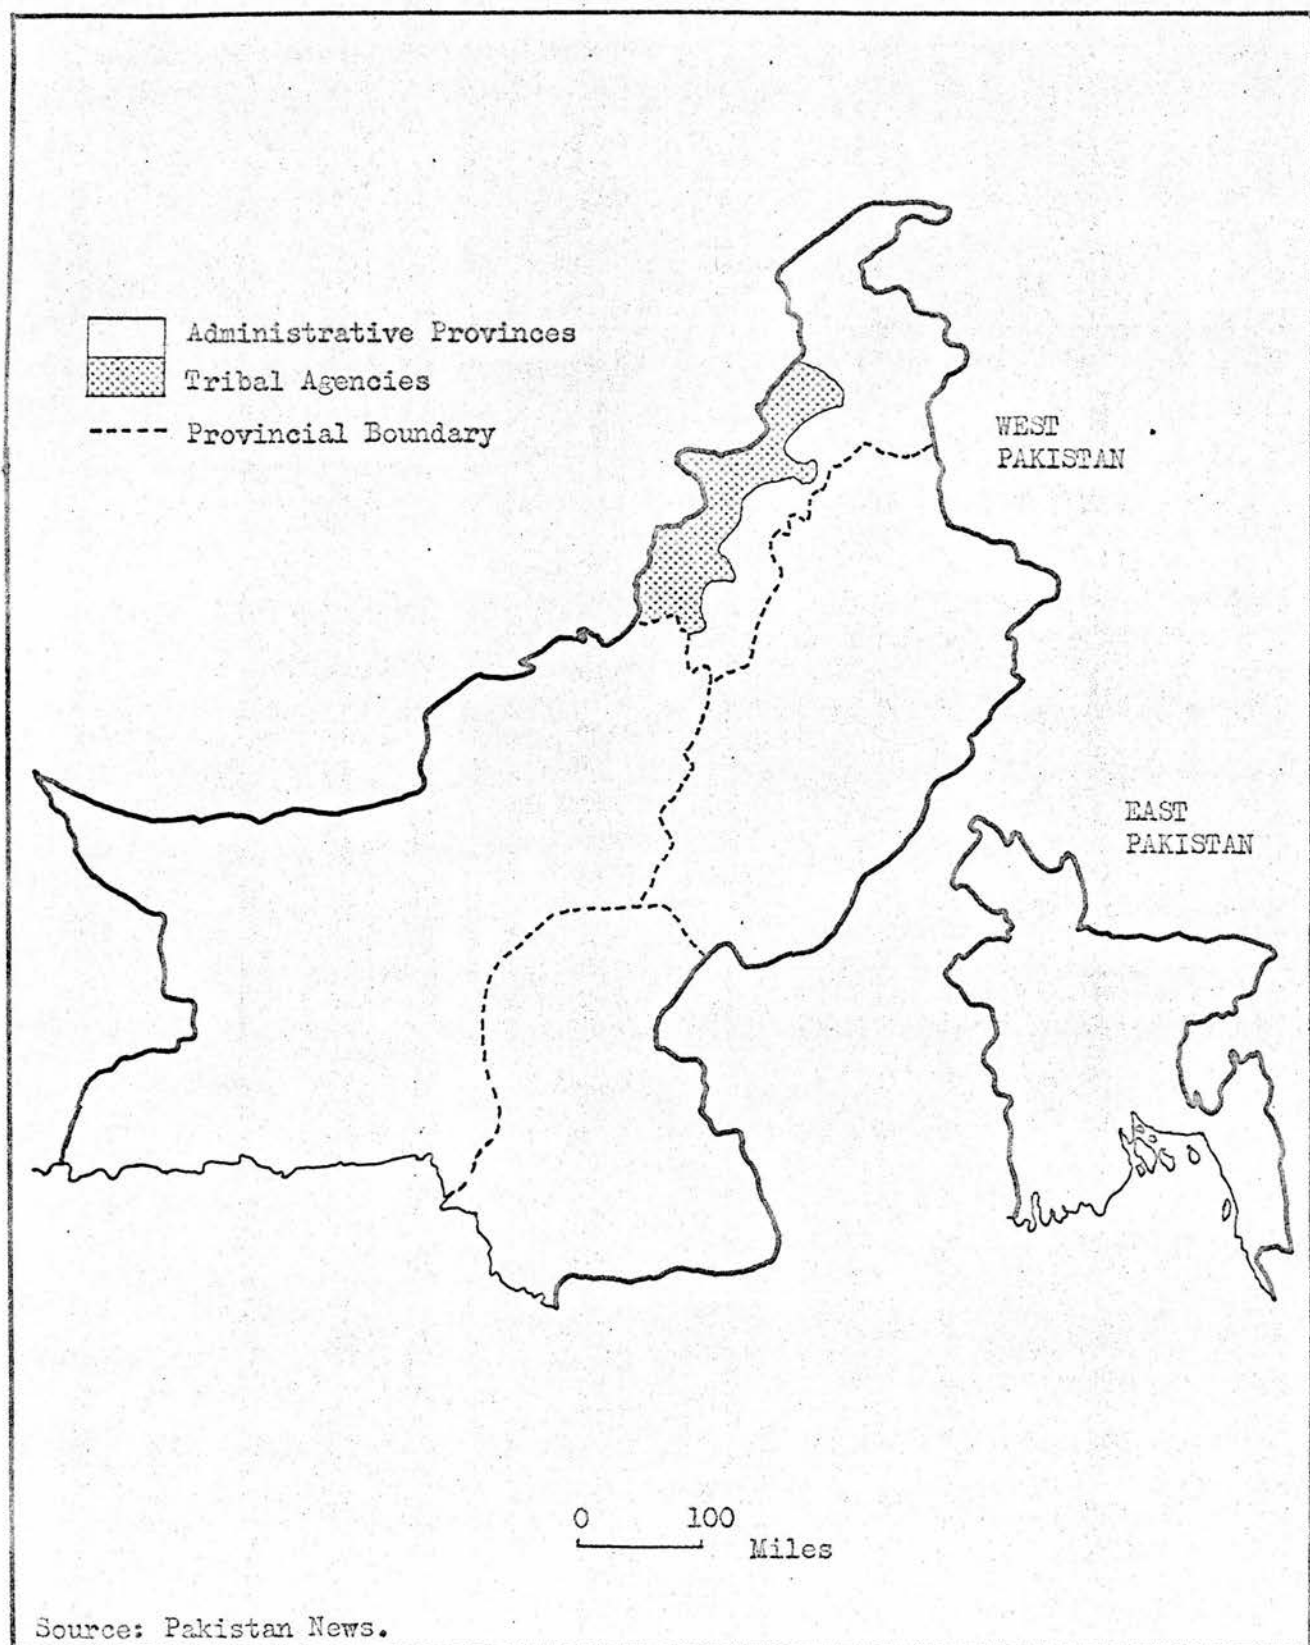 Administrative Provinces
Tribal Agencies
Provincial Boundary
WEST
PAKISTAN
EAST
PAKISTAN
0 100
Miles
Source: Pakistan News.